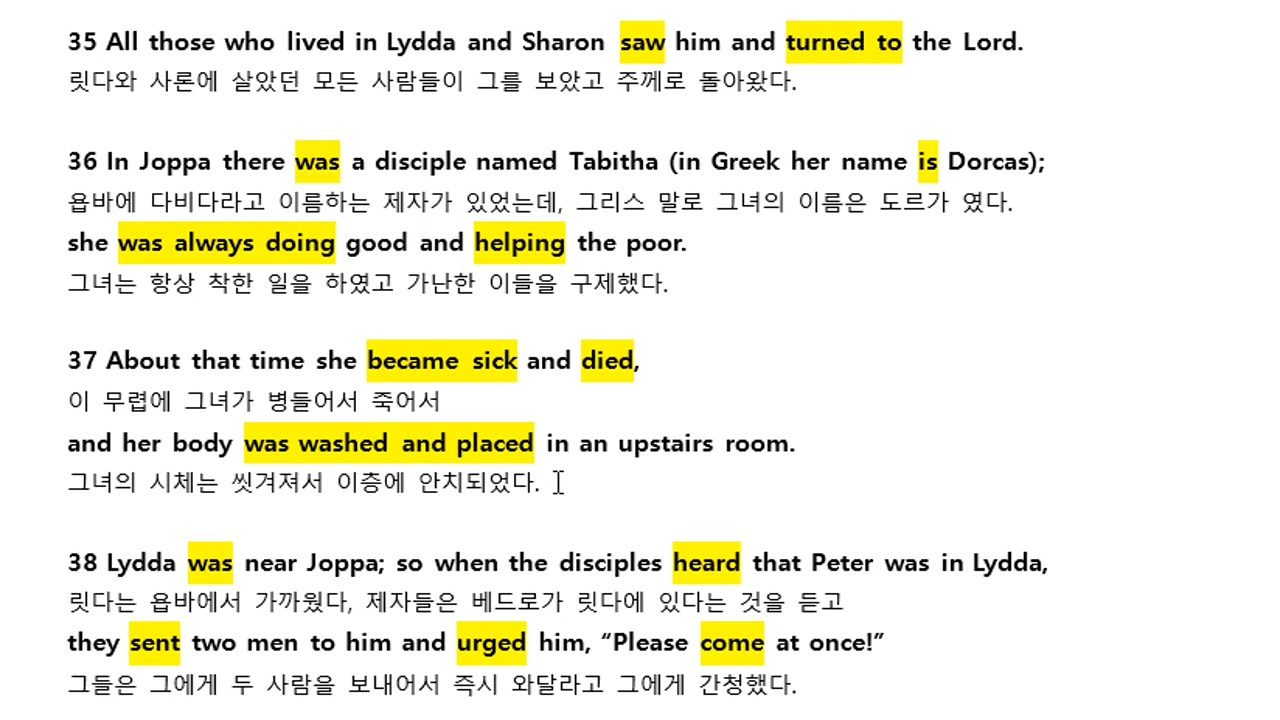 35 All those who lived in Lydda and Sharon saw him and turned to the Lord.
릿다와 사론에 살았던 모든 사람들이 그를 보았고 주께로 돌아왔다.
36 In Joppa there was a disciple named Tabitha (in Greek her name is Dorcas);
욥바에 다비다라고 이름하는 제자가 있었는데, 그리스 말로 그녀의 이름은 도르가 였다.
she was always doing good and helping the poor.
그녀는 항상 착한 일을 하였고 가난한 이들을 구제했다.
37 About that time she became sick and died,
이 무렵에 그녀가 병들어서 죽어서
and her body was washed and placed in an upstairs room.
그녀의 시체는 씻겨져서 이층에 안치되었다.
38 Lydda was near Joppa; so when the disciples heard that Peter was in Lydda,
릿다는 욥바에서 가까웠다, 제자들은 베드로가 릿다에 있다는 것을 듣고
they sent two men to him and urged him, “Please come at once!”
그들은 그에게 두 사람을 보내어서 즉시 와달라고 그에게 간청했다.